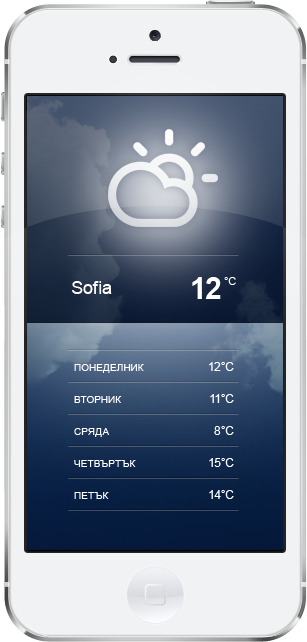 Sofia 12 °C
ПОНЕДЕЛНИК 12°C
ВТОРНИК 11°C
СРЯДА 8°C
ЧЕТВЪРТЪК 15°C
ПЕТЪК 14°C